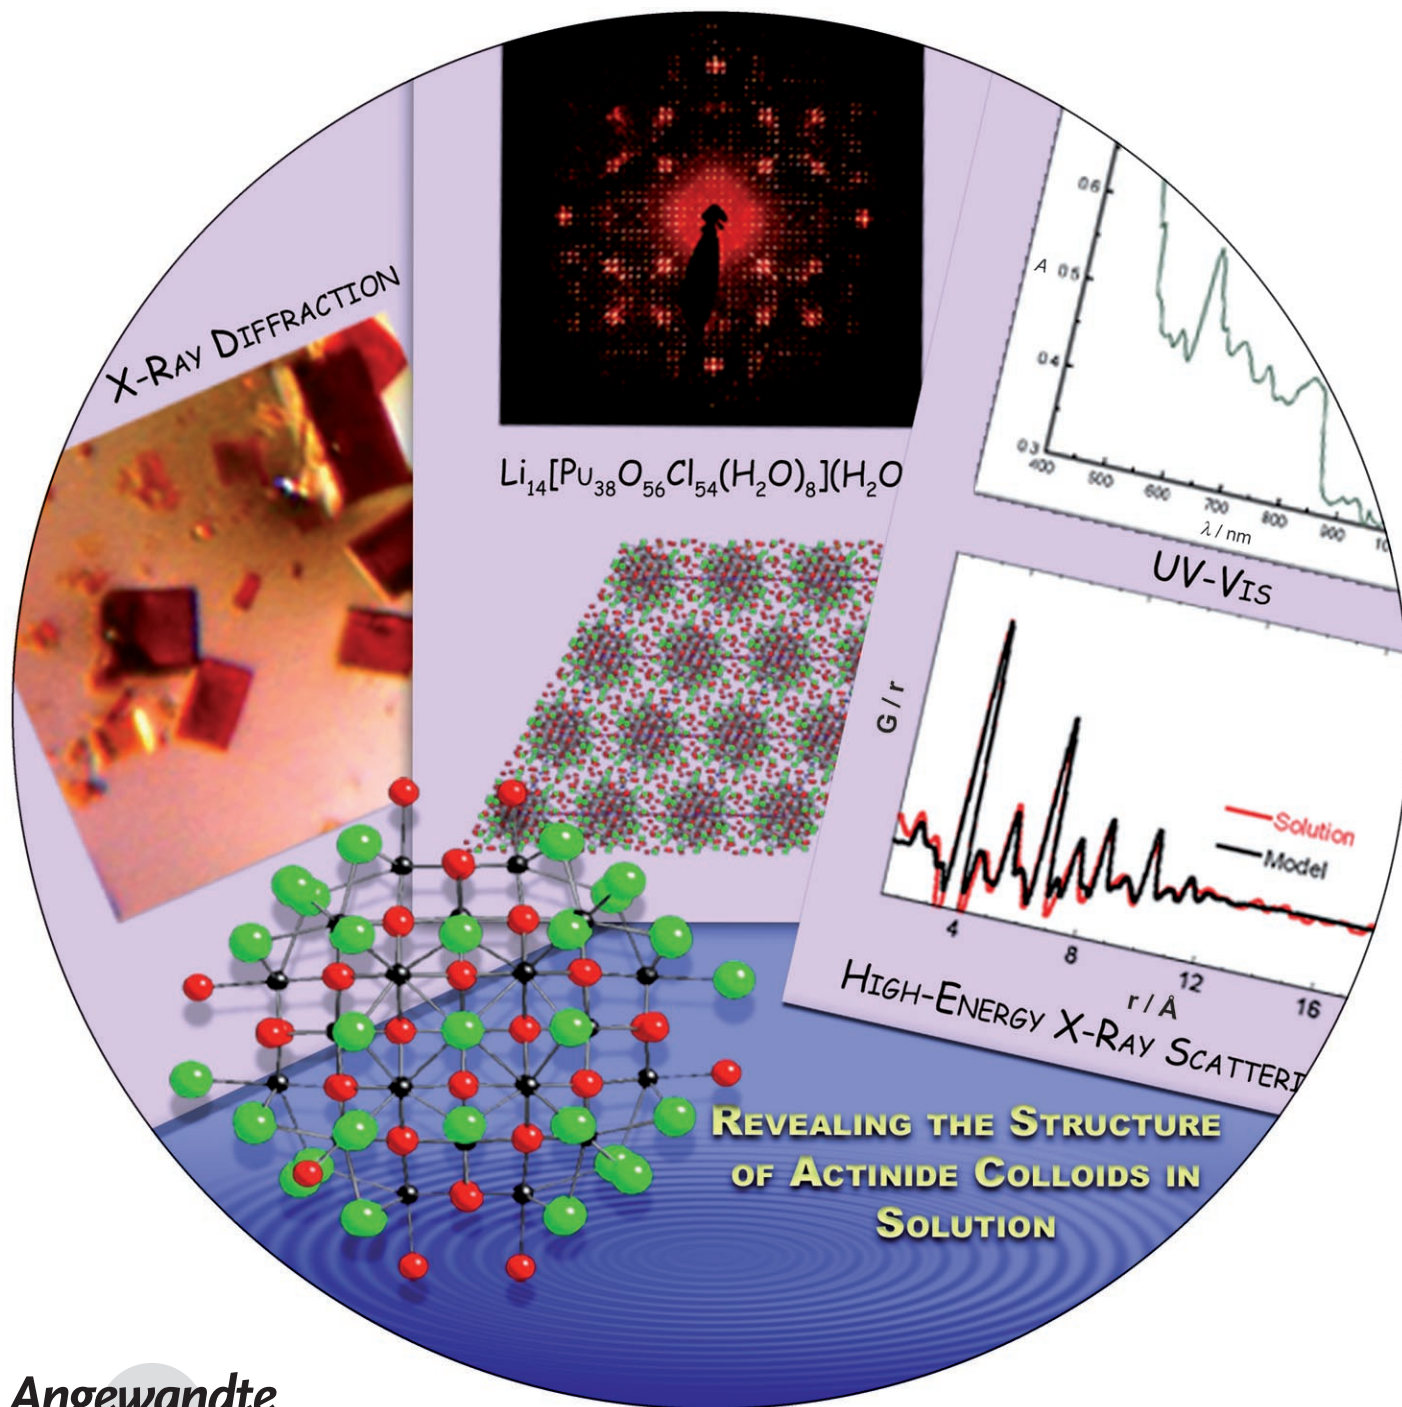 X-RAY DIFFRACTION
Li₁₄[Pu₃₈O₅₆Cl₅₄(H₂O)₈](H₂O
0.6
A 0.5
0.4
0.3
400 500 600 700 800 900 10
λ / nm
UV-VIS
G / r
Solution
Model
4 8 12 16
r / Å
HIGH-ENERGY X-RAY SCATTERI
REVEALING THE STRUCTURE
OF ACTINIDE COLLOIDS IN
SOLUTION
Angewandte